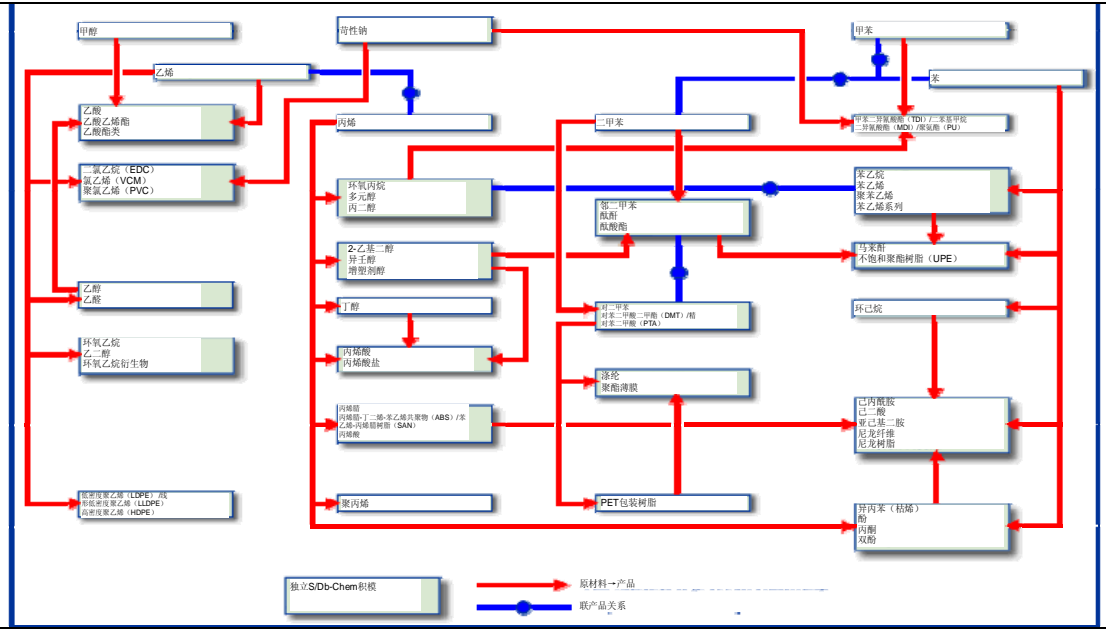 甲醇
苛性钠
甲苯
乙烯
苯
乙酸
乙酸乙烯酯
乙酸酯类
丙烯
二甲苯
甲苯二异氰酸酯（TDI）/二苯基甲烷
二异氰酸酯（MDI）/聚氨酯（PU）
二氯乙烷（EDC）
氯乙烯（VCM）
聚氯乙烯（PVC）
环氧丙烷
多元醇
丙二醇
邻二甲苯
酞酐
酞酸酯
苯乙烷
苯乙烯
聚苯乙烯
苯乙烯系列
2-乙基二醇
异壬醇
增塑剂醇
马来酐
不饱和聚酯树脂（UPE）
乙醇
乙醛
丁醇
对二甲苯
对苯二甲酸二甲酯（DMT）/精
对苯二甲酸（PTA）
环己烷
环氧乙烷
乙二醇
环氧乙烷衍生物
丙烯酸
丙烯酸盐
涤纶
聚酯薄膜
丙烯腈
丙烯腈-丁二烯-苯乙烯共聚物（ABS）/苯
乙烯-丙烯腈树脂（SAN）
丙烯酸
己内酰胺
己二酸
亚己基二胺
尼龙纤维
尼龙树脂
低密度聚乙烯（LDPE）/线
形低密度聚乙烯（LLDPE）
高密度聚乙烯（HDPE）
聚丙烯
PET包装树脂
异丙苯（枯烯）
酚
丙酮
双酚
独立S/Db-Chem积模
原材料→产品
联产品关系